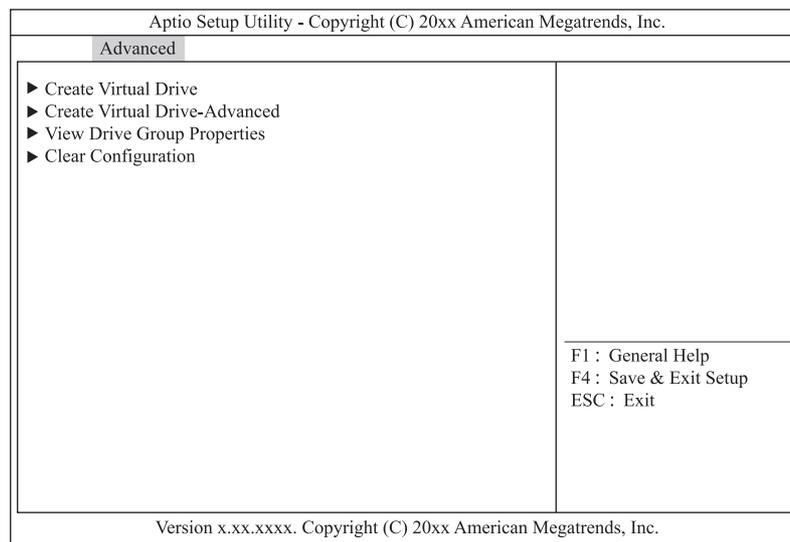 Aptio Setup Utility - Copyright (C) 20xx American Megatrends, Inc.
Advanced
▶ Create Virtual Drive
▶ Create Virtual Drive-Advanced
▶ View Drive Group Properties
▶ Clear Configuration
F1 : General Help
F4 : Save & Exit Setup
ESC : Exit
Version x.xx.xxxx. Copyright (C) 20xx American Megatrends, Inc.